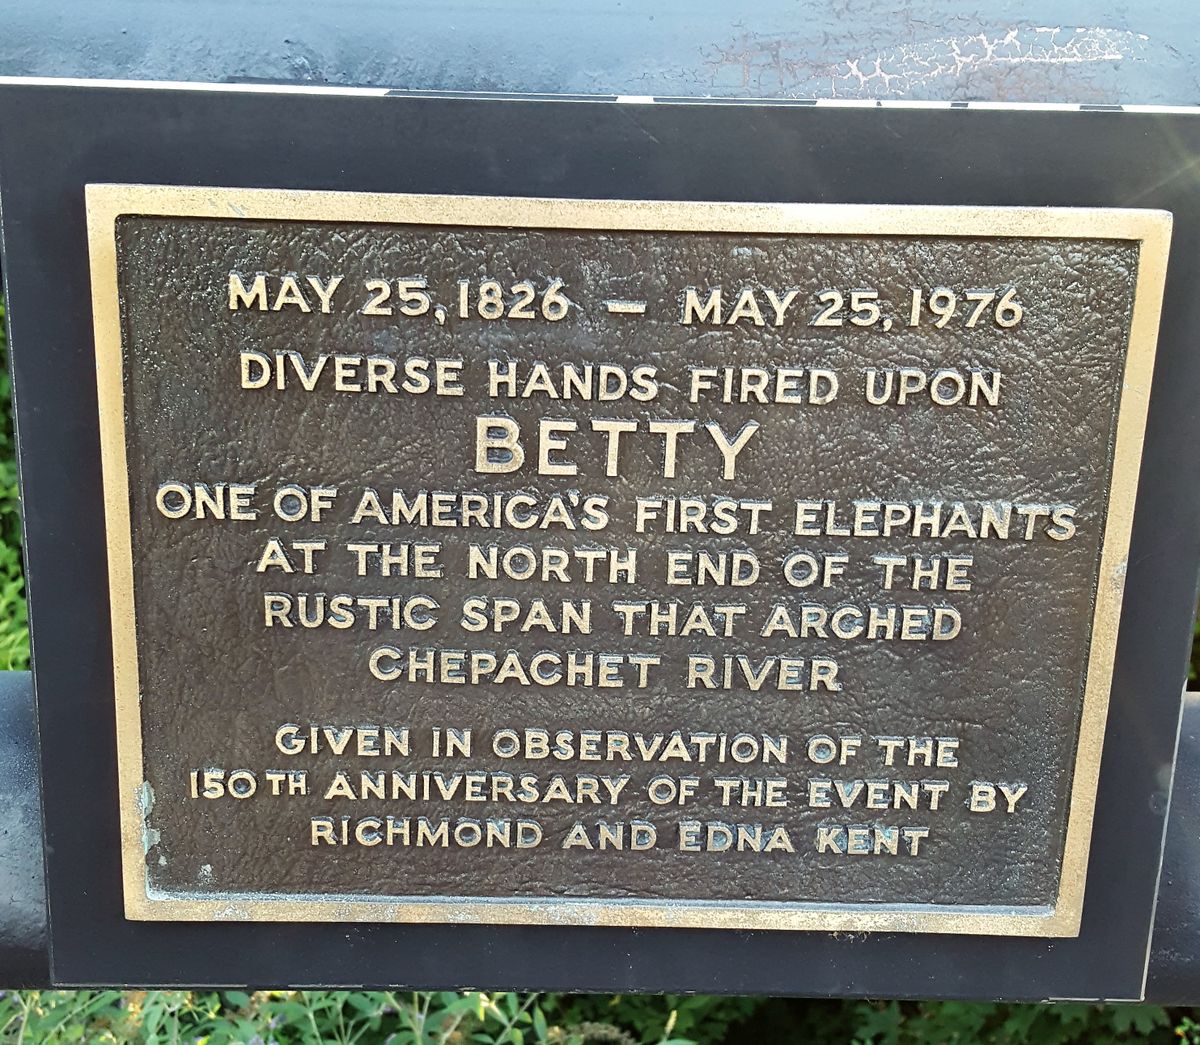 MAY 25, 1826 – MAY 25, 1976
DIVERSE HANDS FIRED UPON
BETTY
ONE OF AMERICA'S FIRST ELEPHANTS
AT THE NORTH END OF THE
RUSTIC SPAN THAT ARCHED
CHEPACHET RIVER
GIVEN IN OBSERVATION OF THE
150TH ANNIVERSARY OF THE EVENT BY
RICHMOND AND EDNA KENT